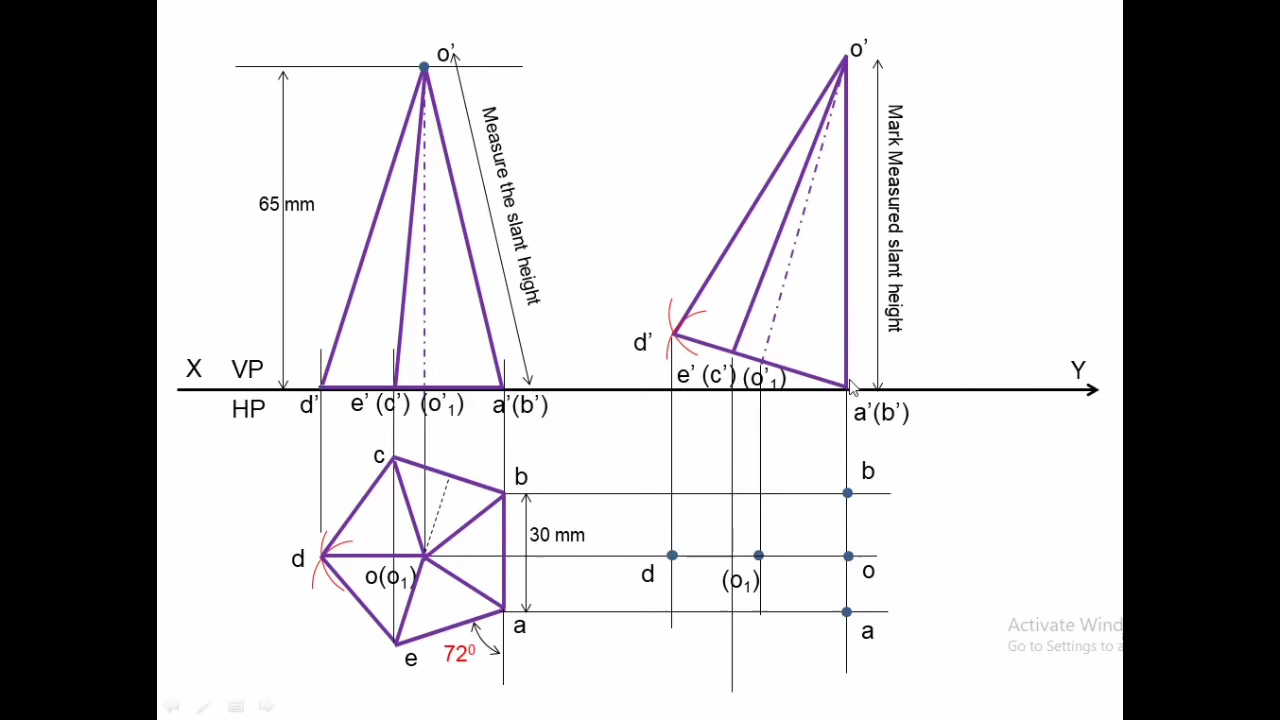 o’
o’
65 mm
Measure the slant height
Mark Measured slant height
d’
X
VP
e’ (c’)
(o’₁)
Y
HP
d’
e’ (c’)
(o’₁)
a’(b’)
a’(b’)
c
b
b
30 mm
d
o(o₁)
d
(o₁)
o
a
a
72⁰
e
Activate Wind
Go to Settings to a